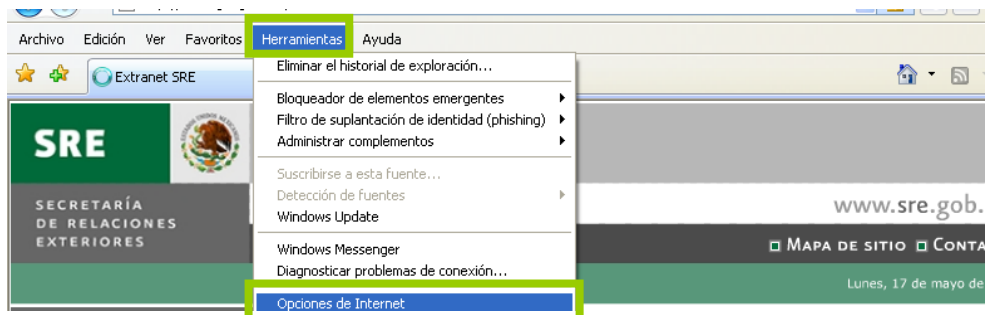 Archivo Edición Ver Favoritos Herramientas Ayuda
Extranet SRE
Eliminar el historial de exploración...
Bloqueador de elementos emergentes
Filtro de suplantación de identidad (phishing)
Administrar complementos
Suscribirse a esta fuente...
Detección de fuentes
Windows Update
Windows Messenger
Diagnosticar problemas de conexión...
Opciones de Internet
SRE
SECRETARÍA
DE RELACIONES
EXTERIORES
www.sre.gob.
MAPA DE SITIO CONTA
Lunes, 17 de mayo de